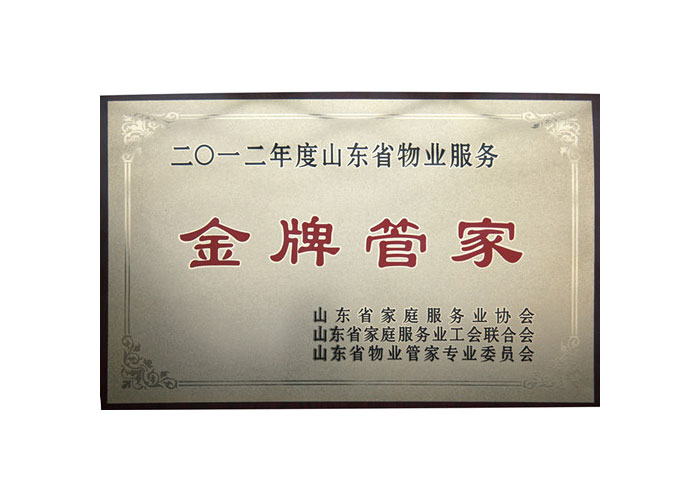 二〇一二年度山东省物业服务
金牌管家
山东省家庭服务业协会
山东省家庭服务业工会联合会
山东省物业管家专业委员会